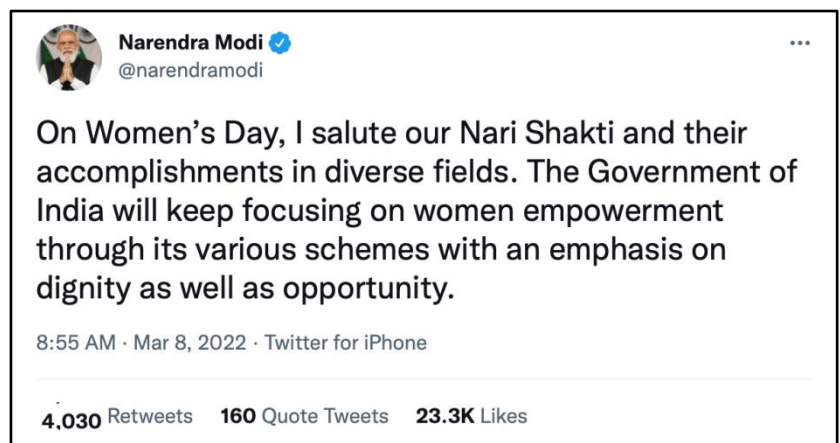 Narendra Modi
@narendramodi
On Women’s Day, I salute our Nari Shakti and their
accomplishments in diverse fields. The Government of
India will keep focusing on women empowerment
through its various schemes with an emphasis on
dignity as well as opportunity.
8:55 AM · Mar 8, 2022 · Twitter for iPhone
4,030 Retweets 160 Quote Tweets 23.3K Likes